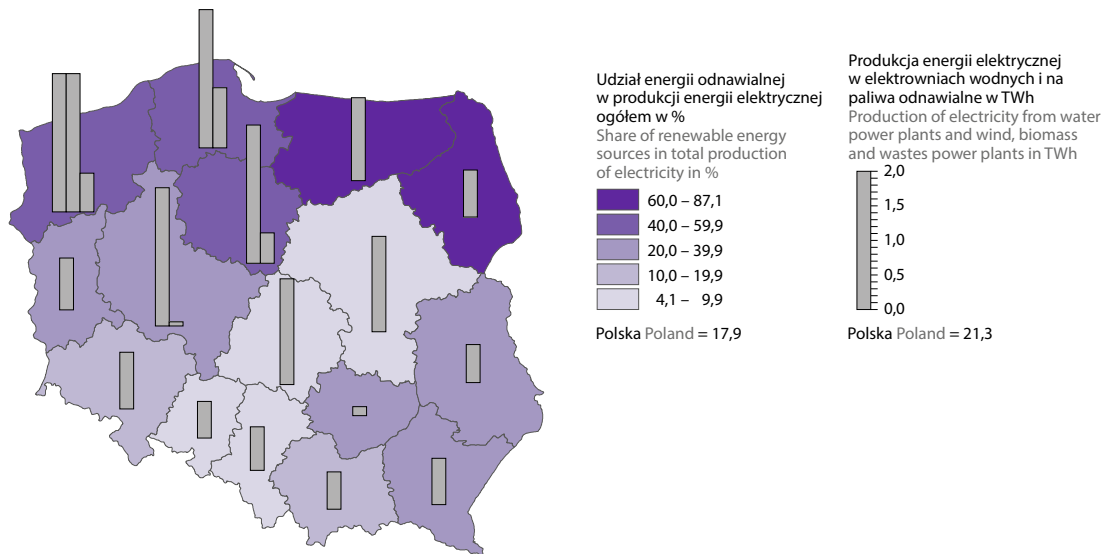 Udział energii odnawialnej
w produkcji energii elektrycznej
ogółem w %
Share of renewable energy
sources in total production
of electricity in %
60,0 – 87,1
40,0 – 59,9
20,0 – 39,9
10,0 – 19,9
4,1 – 9,9
Polska Poland = 17,9
Produkcja energii elektrycznej
w elektrowniach wodnych i na
paliwa odnawialne w TWh
Production of electricity from water
power plants and wind, biomass
and wastes power plants in TWh
2,0
1,5
1,0
0,5
0,0
Polska Poland = 21,3